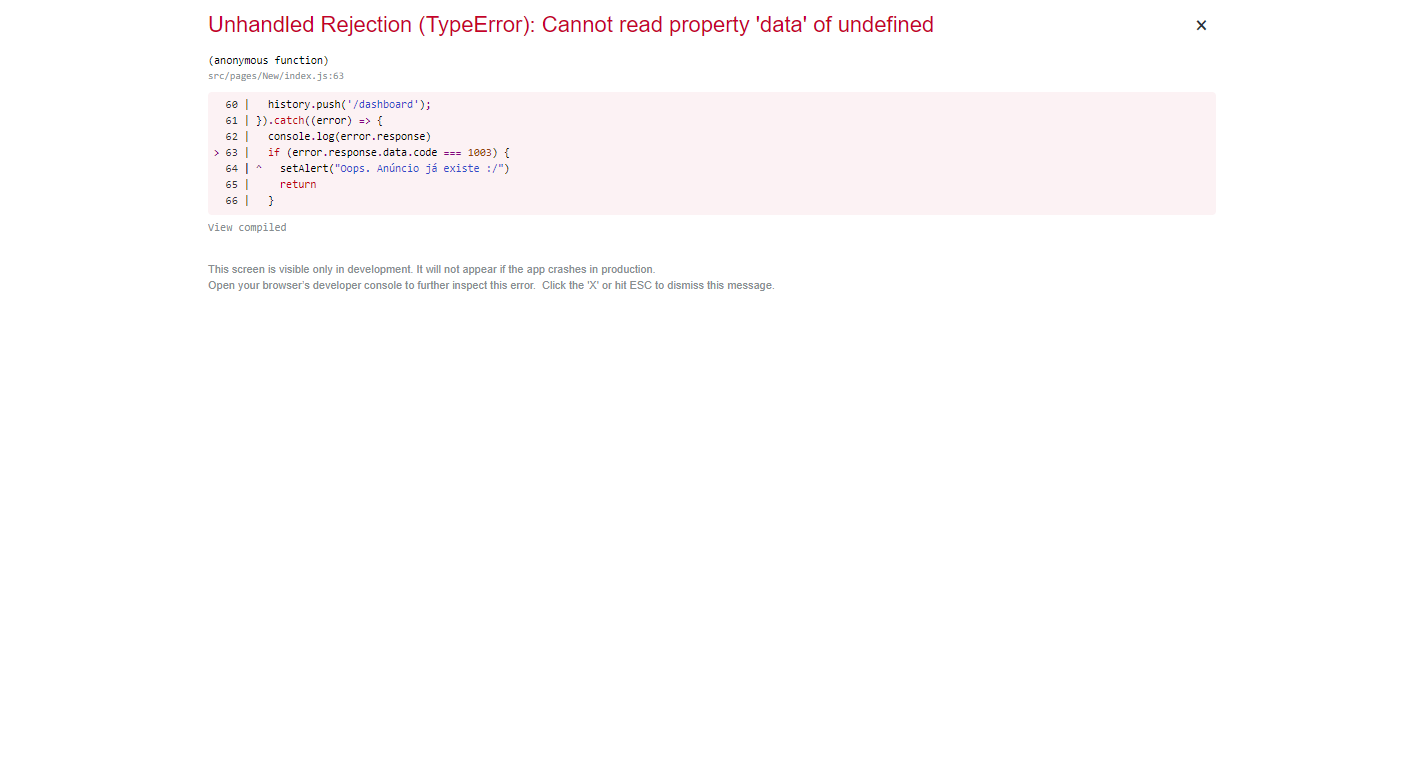 Unhandled Rejection (TypeError): Cannot read property 'data' of undefined
×
(anonymous function)
src/pages/New/index.js:63
60 |   history.push('/dashboard');
61 | }).catch((error) => {
62 |   console.log(error.response)
> 63 |   if (error.response.data.code === 1003) {
64 | ^   setAlert("Oops. Anúncio já existe :/")
65 |     return
66 |   }
View compiled
This screen is visible only in development. It will not appear if the app crashes in production.
Open your browser's developer console to further inspect this error.  Click the 'X' or hit ESC to dismiss this message.